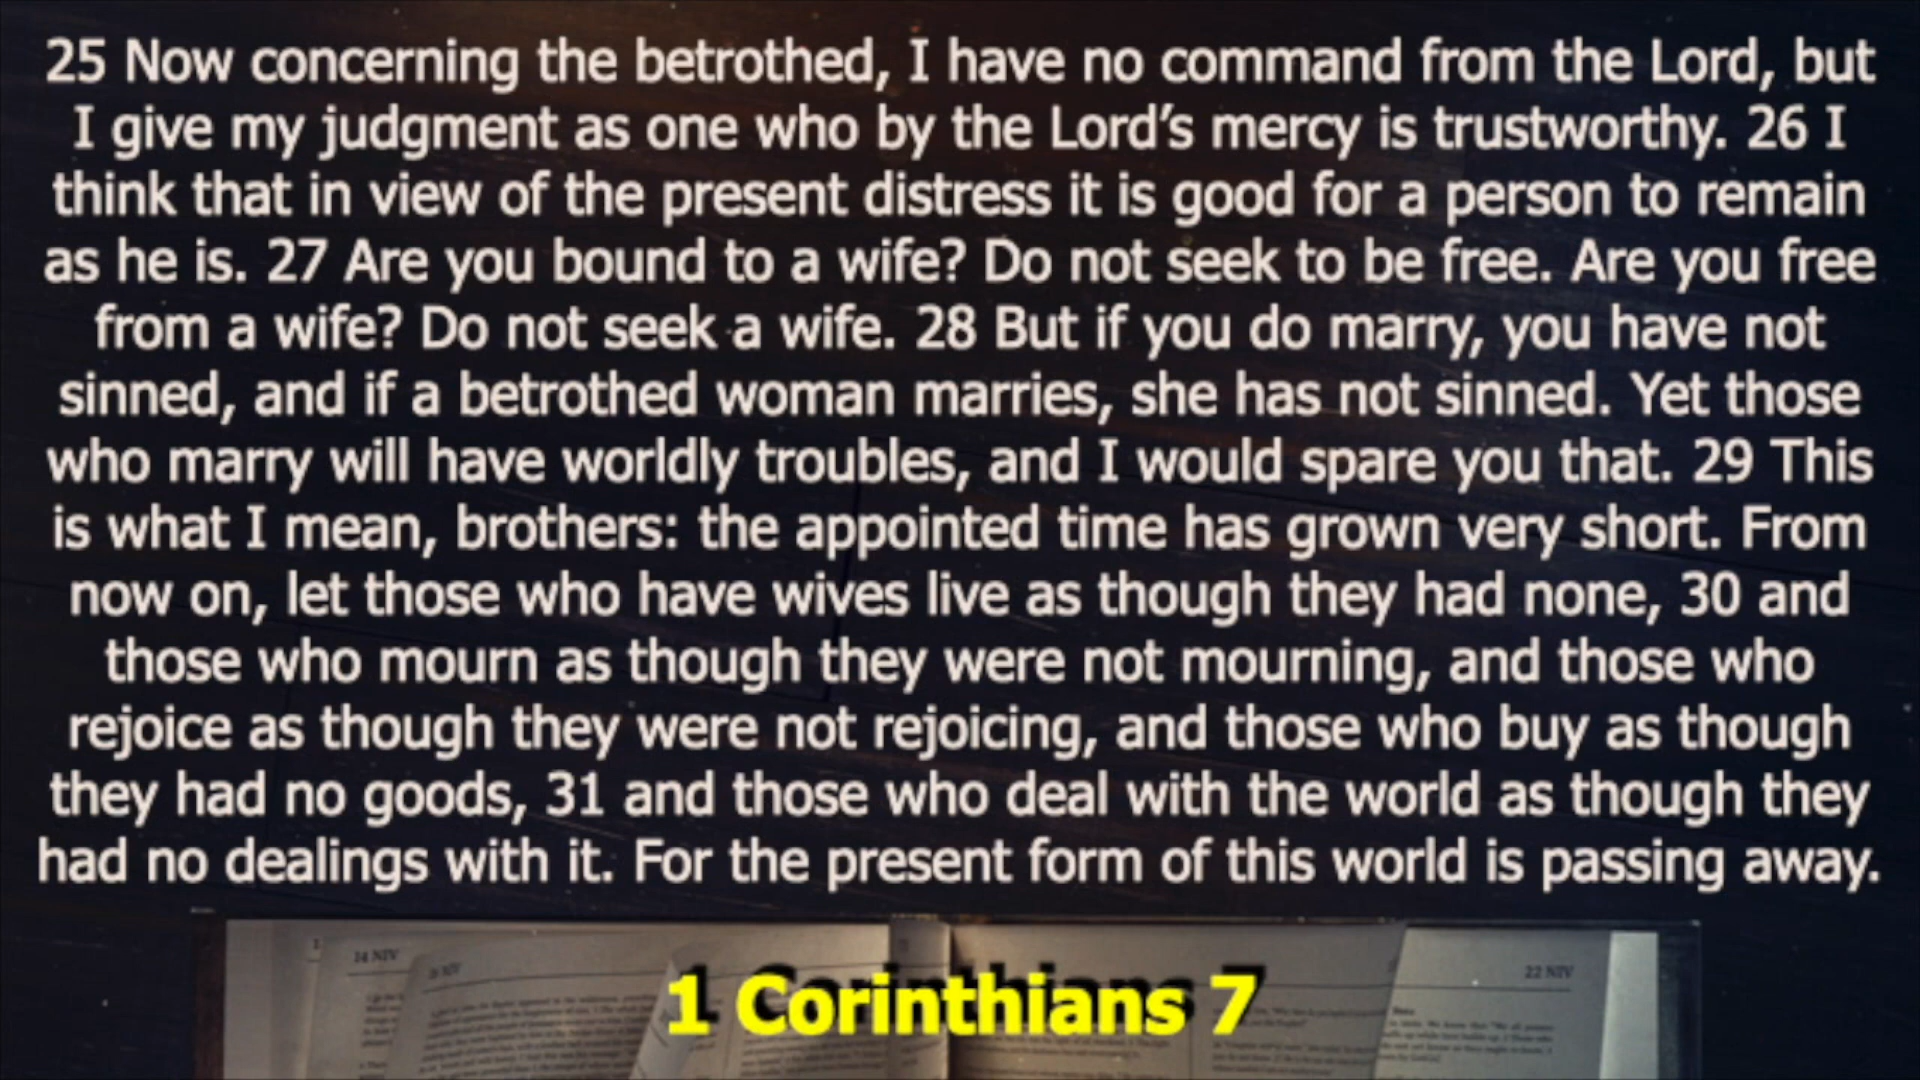 25 Now concerning the betrothed, I have no command from the Lord, but
I give my judgment as one who by the Lord's mercy is trustworthy. 26 I
think that in view of the present distress it is good for a person to remain
as he is. 27 Are you bound to a wife? Do not seek to be free. Are you free
from a wife? Do not seek a wife. 28 But if you do marry, you have not
sinned, and if a betrothed woman marries, she has not sinned. Yet those
who marry will have worldly troubles, and I would spare you that. 29 This
is what I mean, brothers: the appointed time has grown very short. From
now on, let those who have wives live as though they had none, 30 and
those who mourn as though they were not mourning, and those who
rejoice as though they were not rejoicing, and those who buy as though
they had no goods, 31 and those who deal with the world as though they
had no dealings with it. For the present form of this world is passing away.
14 NIV
22 NIV
1 Corinthians 7